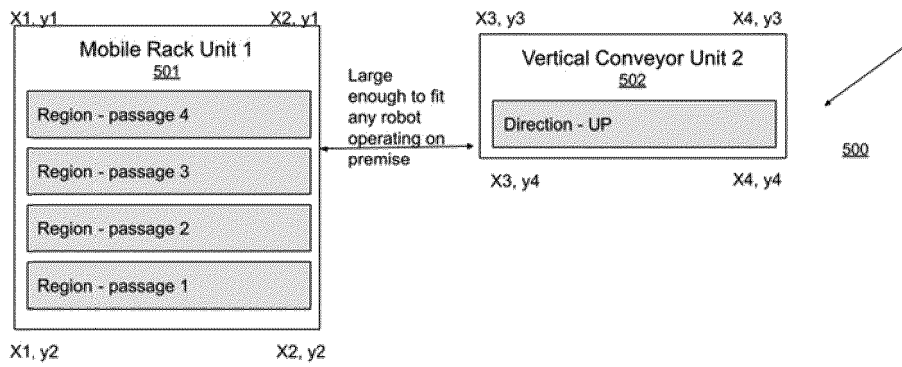 X1, y1
X2, y1
Mobile Rack Unit 1
501
Region - passage 4
Region - passage 3
Region - passage 2
Region - passage 1
X1, y2
X2, y2
Large
enough to fit
any robot
operating on
premise
X3, y3
X4, y3
Vertical Conveyor Unit 2
502
Direction - UP
X3, y4
X4, y4
500